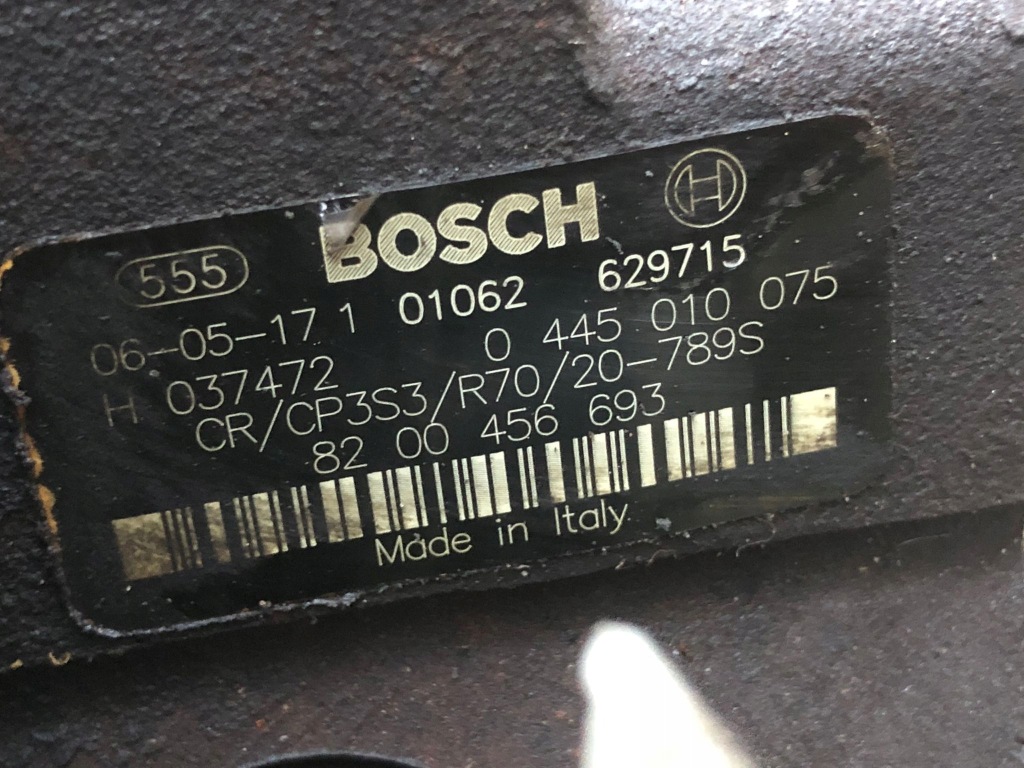 555 BOSCH
06-05-17 1 01062 629715
H 037472 0 445 010 075
CR/CP3S3/R70/20-789S
82 00 456 693
Made in Italy